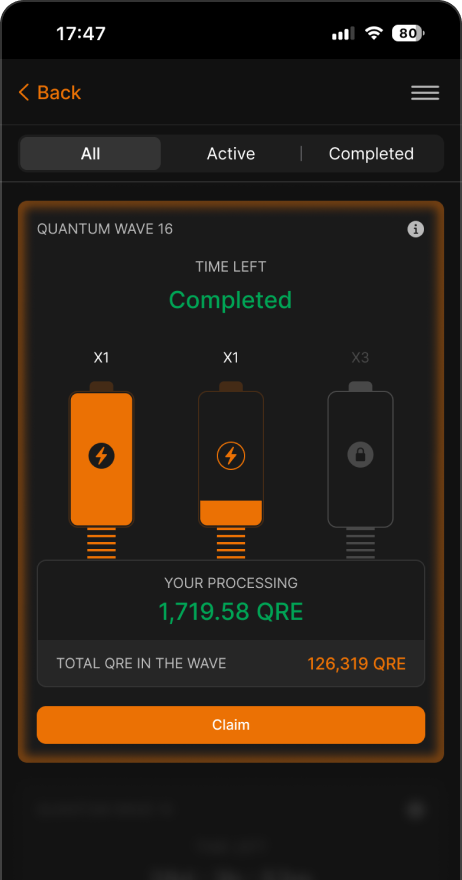 17:47
80
Back
All
Active
Completed
QUANTUM WAVE 16
TIME LEFT
Completed
X1
X1
X3
YOUR PROCESSING
1,719.58 QRE
TOTAL QRE IN THE WAVE
126,319 QRE
Claim